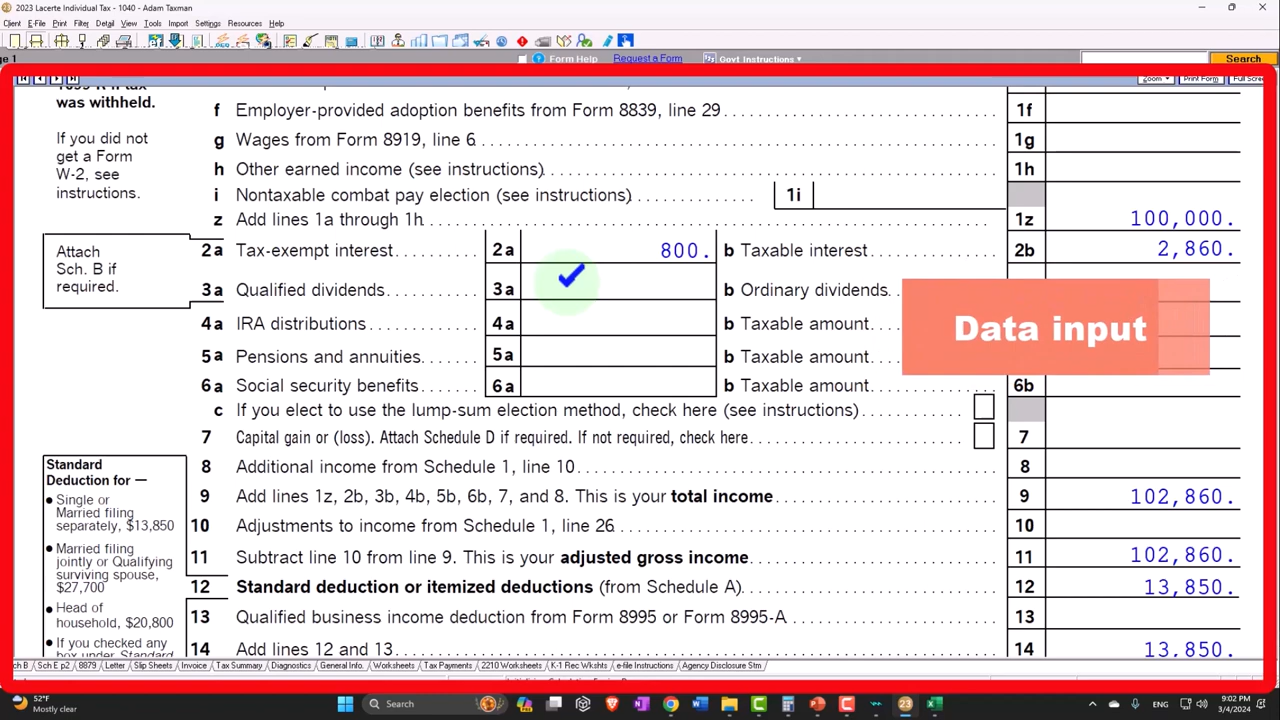 2023 Lacerte Individual Tax - 1040 - Adam Taxman
Client E-File Print Filter Detail View Tools Import Settings Resources Help
Form Help Request a Form Govt Instructions Search
Zoom Print Form Full
was withheld.
f Employer-provided adoption benefits from Form 8839, line 29 1f
If you did not
get a Form
W-2, see
instructions.
g Wages from Form 8919, line 6 1g
h Other earned income (see instructions) 1h
i Nontaxable combat pay election (see instructions) 1i
z Add lines 1a through 1h 1z 100,000.
Attach
Sch. B if
required.
2a Tax-exempt interest 2a 800. b Taxable interest 2b 2,860.
3a Qualified dividends 3a b Ordinary dividends
4a IRA distributions 4a b Taxable amount
5a Pensions and annuities 5a b Taxable amount
6a Social security benefits 6a b Taxable amount 6b
Data input
c If you elect to use the lump-sum election method, check here (see instructions)
7 Capital gain or (loss). Attach Schedule D if required. If not required, check here 7
Standard
Deduction for —
● Single or
Married filing
separately, $13,850
● Married filing
jointly or Qualifying
surviving spouse,
$27,700
● Head of
household, $20,800
● If you checked any
box under Standard
8 Additional income from Schedule 1, line 10 8
9 Add lines 1z, 2b, 3b, 4b, 5b, 6b, 7, and 8. This is your total income 9 102,860.
10 Adjustments to income from Schedule 1, line 26 10
11 Subtract line 10 from line 9. This is your adjusted gross income 11 102,860.
12 Standard deduction or itemized deductions (from Schedule A) 12 13,850.
13 Qualified business income deduction from Form 8995 or Form 8995-A 13
14 Add lines 12 and 13 14 13,850.
Sch B Sch E p2 8879 Letter Slip Sheets Invoice Tax Summary Diagnostics General Info. Worksheets Tax Payments 2210 Worksheets K-1 Rec Wkshts e-file Instructions Agency Disclosure Stm
52°F
Mostly clear
Search
23
ENG
9:02 PM
3/4/2024